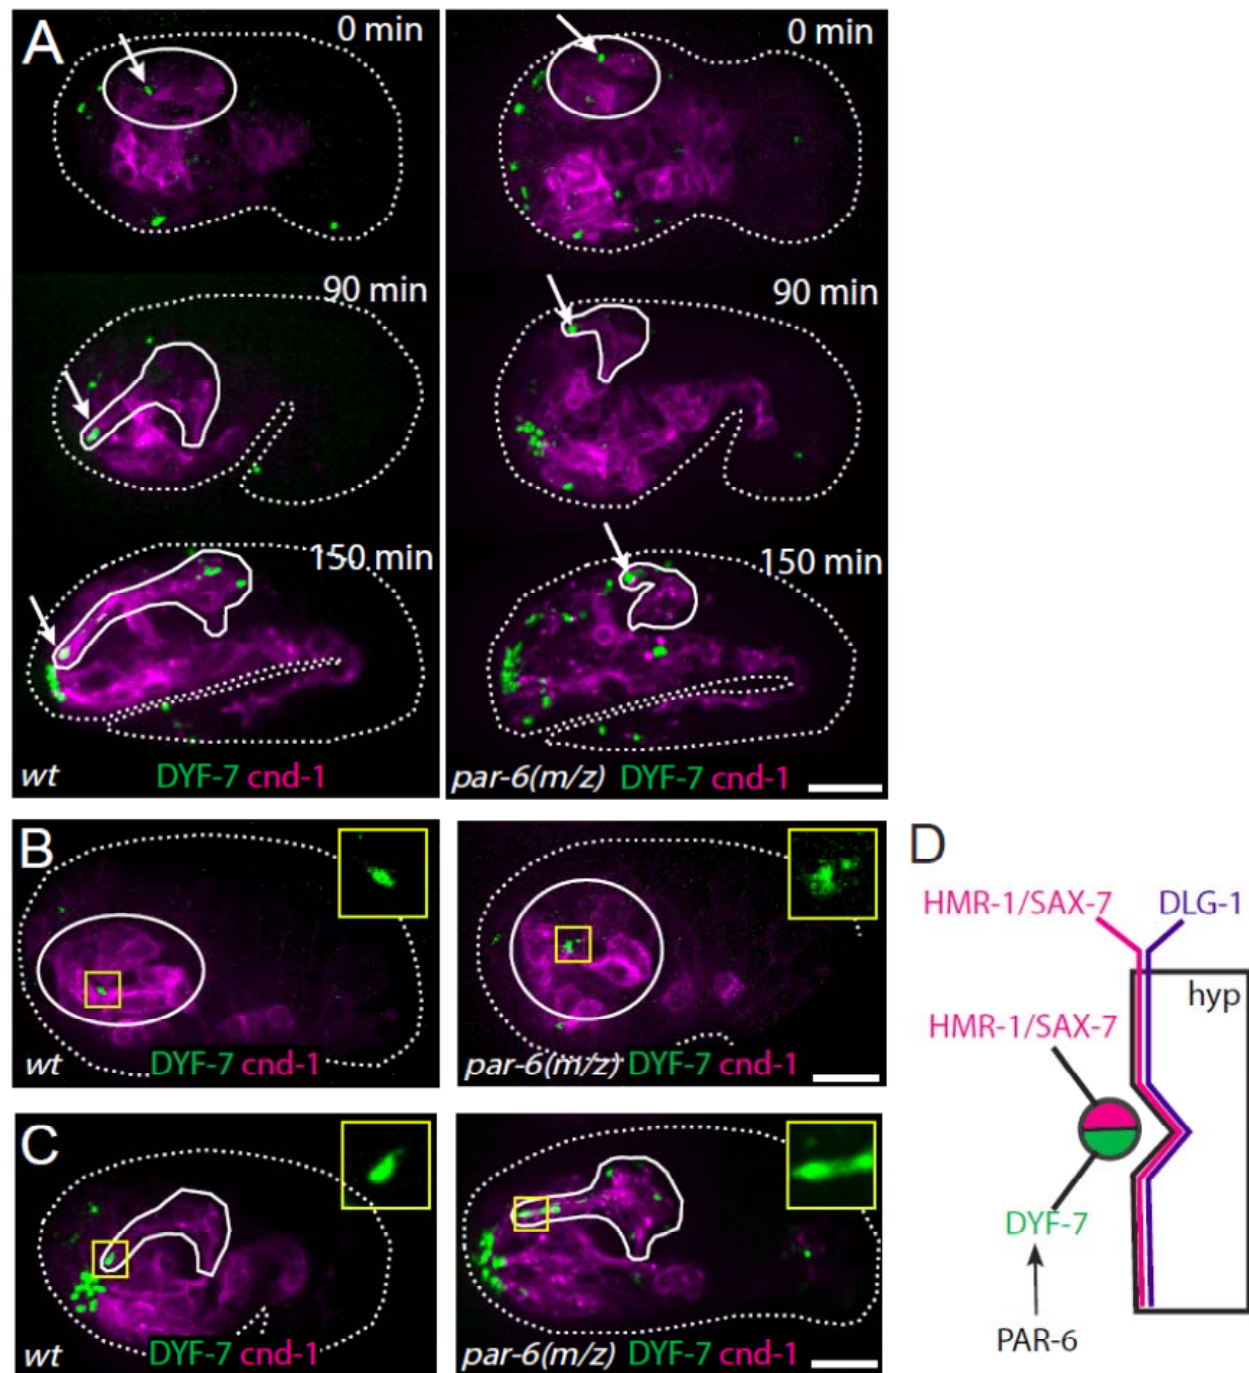 A
0 min
0 min
90 min
90 min
150 min
150 min
wt DYF-7 cnd-1
par-6(m/z) DYF-7 cnd-1
B
wt DYF-7 cnd-1
par-6(m/z) DYF-7 cnd-1
C
wt DYF-7 cnd-1
par-6(m/z) DYF-7 cnd-1
D
HMR-1/SAX-7 DLG-1
hyp
HMR-1/SAX-7
DYF-7
PAR-6